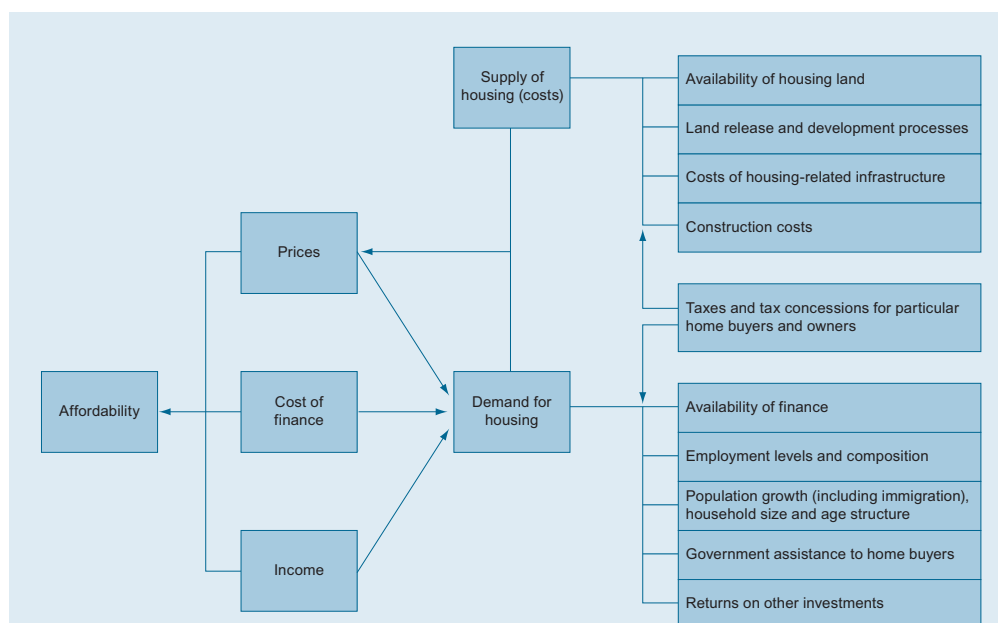 Supply of
housing (costs)
Availability of housing land
Land release and development processes
Costs of housing-related infrastructure
Construction costs
Prices
Taxes and tax concessions for particular
home buyers and owners
Affordability
Cost of
finance
Demand for
housing
Availability of finance
Employment levels and composition
Population growth (including immigration),
household size and age structure
Government assistance to home buyers
Income
Returns on other investments